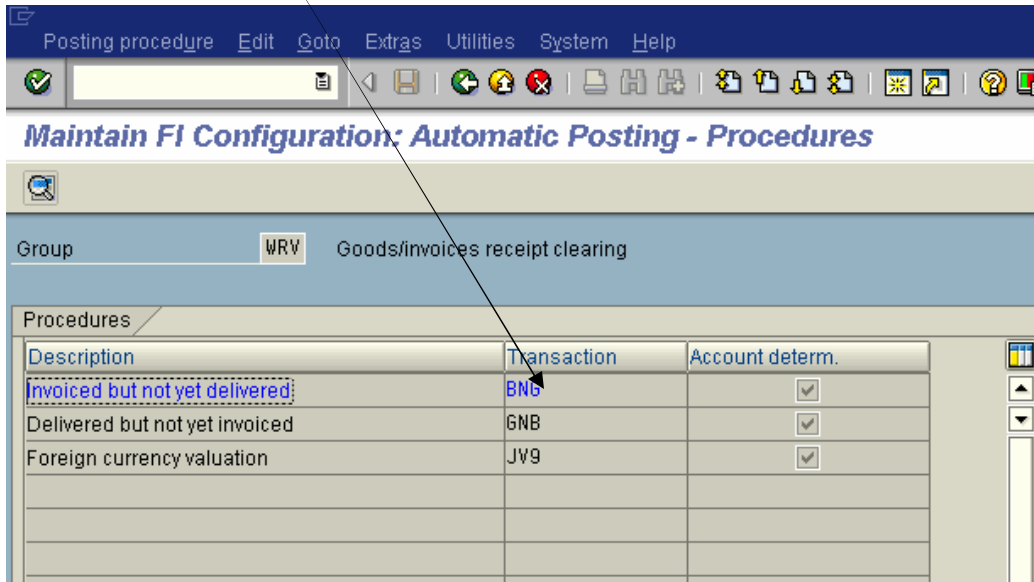 Posting procedure Edit Goto Extras Utilities System Help
Maintain FI Configuration: Automatic Posting - Procedures
Group WRV Goods/invoices receipt clearing
Procedures
Description Transaction Account determ.
Invoiced but not yet delivered BNG
Delivered but not yet invoiced GNB
Foreign currency valuation JV9